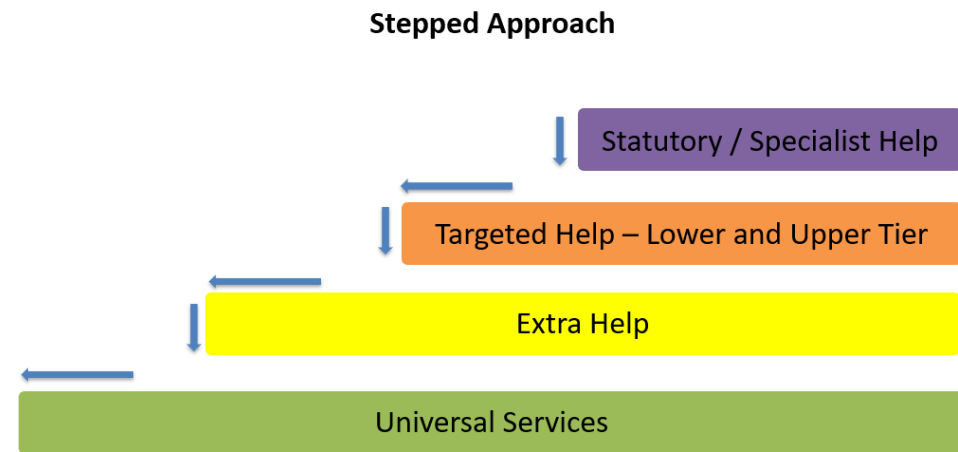 Stepped Approach
Statutory / Specialist Help
Targeted Help – Lower and Upper Tier
Extra Help
Universal Services